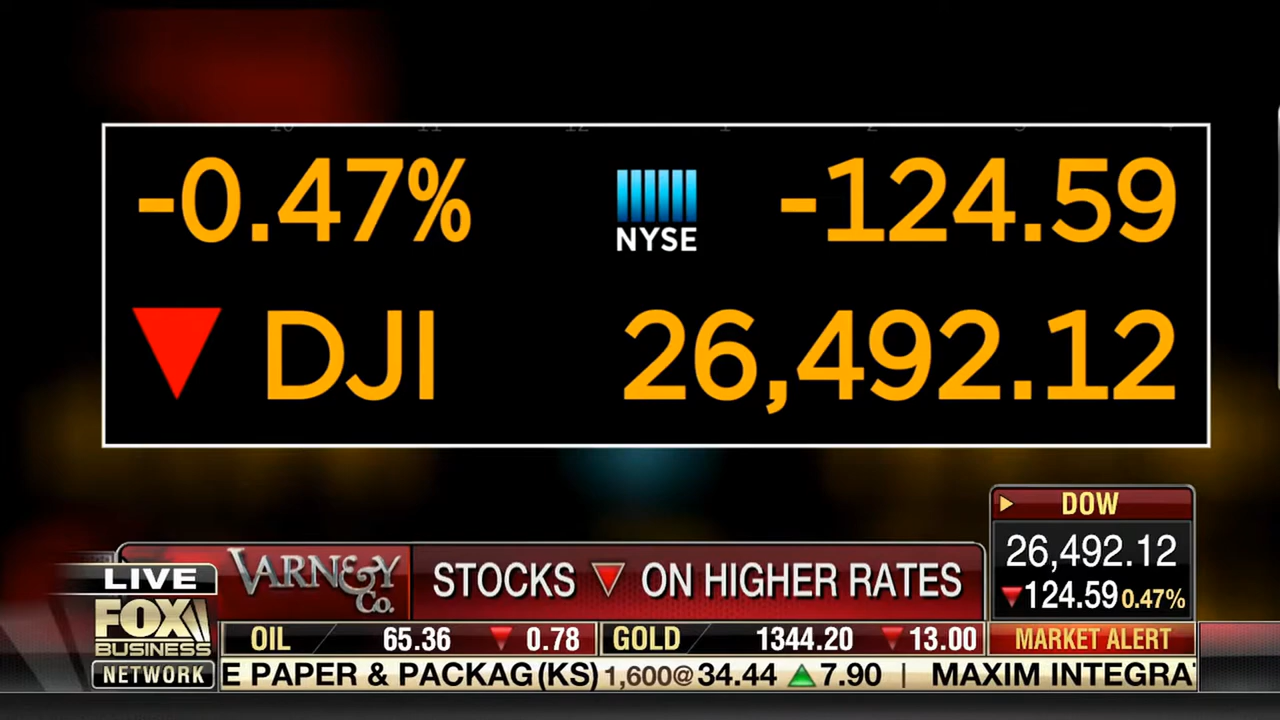 -0.47% NYSE -124.59
▼ DJI 26,492.12
DOW
26,492.12
▼124.59 0.47%
MARKET ALERT
LIVE
FOX
BUSINESS
NETWORK
VARNEY
& Co.
STOCKS ▼ ON HIGHER RATES
OIL 65.36 ▼ 0.78 GOLD 1344.20 ▼ 13.00
E PAPER & PACKAG(KS) 1,600@34.44 ▲7.90 | MAXIM INTEGRA